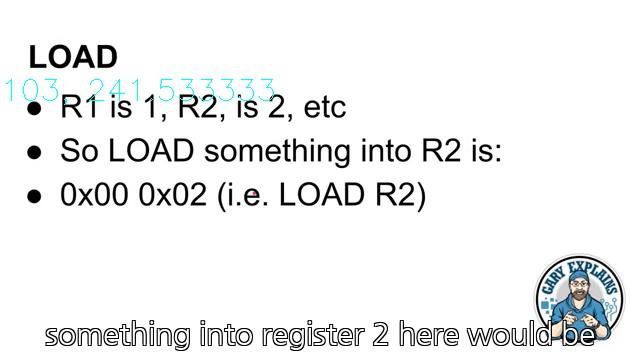 LOAD
103, 241.533333
● R1 is 1, R2, is 2, etc
● So LOAD something into R2 is:
● 0x00 0x02 (i.e. LOAD R2)
GARY EXPLAINS
something into register 2 here would be